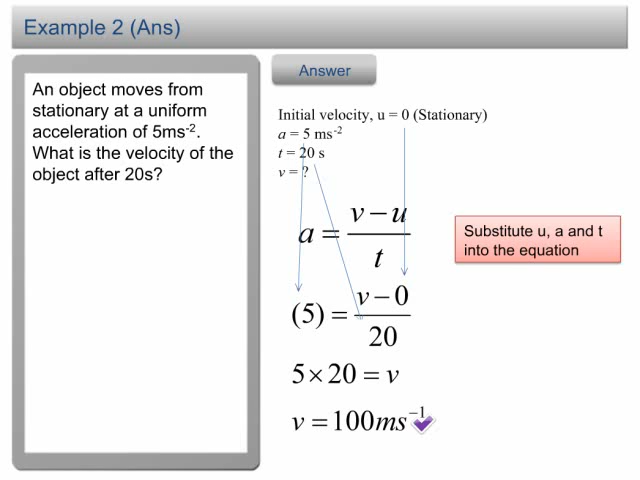 Example 2 (Ans)
An object moves from
stationary at a uniform
acceleration of 5ms⁻².
What is the velocity of the
object after 20s?
Answer
Initial velocity, u = 0 (Stationary)
a = 5 ms⁻²
t = 20 s
v = ?
a = (v − u)/t
Substitute u, a and t
into the equation
(5) = (v − 0)/20
5 × 20 = v
v = 100ms⁻¹